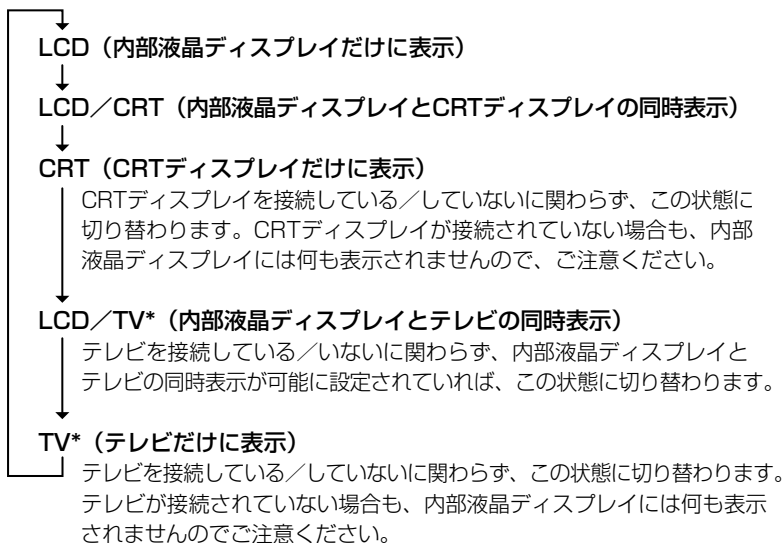 LCD（内部液晶ディスプレイだけに表示）
LCD／CRT（内部液晶ディスプレイとCRTディスプレイの同時表示）
CRT（CRTディスプレイだけに表示）
CRTディスプレイを接続している／していないに関わらず、この状態に
切り替わります。CRTディスプレイが接続されていない場合も、内部
液晶ディスプレイには何も表示されませんので、ご注意ください。
LCD／TV*（内部液晶ディスプレイとテレビの同時表示）
テレビを接続している／いないに関わらず、内部液晶ディスプレイと
テレビの同時表示が可能に設定されていれば、この状態に切り替わります。
TV*（テレビだけに表示）
テレビを接続している／していないに関わらず、この状態に切り替わります。
テレビが接続されていない場合も、内部液晶ディスプレイには何も表示
されませんのでご注意ください。